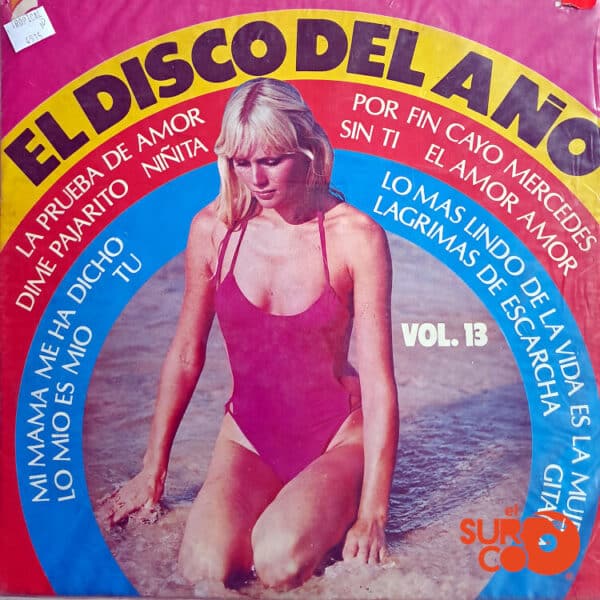 EL DISCO DEL AÑO
LA PRUEBA DE AMOR
DIME PAJARITO NIÑITA
POR FIN CAYO MERCEDES
SIN TI EL AMOR AMOR
MI MAMA ME HA DICHO
LO MIO ES MIO TU
LO MAS LINDO DE LA VIDA ES LA MUJE
LAGRIMAS DE ESCARCHA GITAN
VOL. 13
el
SUR
CO